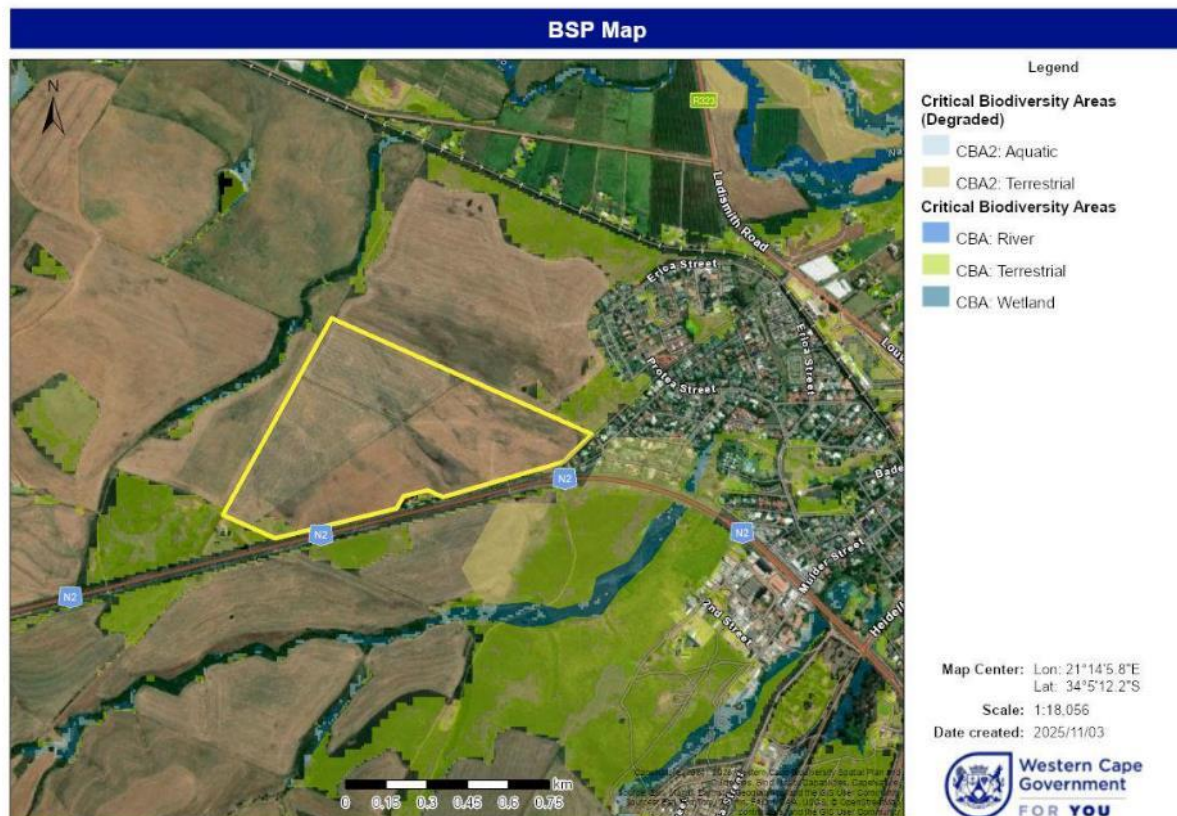 BSP Map
N
R323
Ladismith Road
Erica Street
Erica Street
Protea Street
N2
N2
N2
N2
Mulder Street
2nd Street
0 0,15 0,3 0,45 0,6 0,75
km
Legend
Critical Biodiversity Areas
(Degraded)
CBA2: Aquatic
CBA2: Terrestrial
Critical Biodiversity Areas
CBA: River
CBA: Terrestrial
CBA: Wetland
Map Center: Lon: 21°14'5.8"E
Lat: 34°5'12.2"S
Scale: 1:18,056
Date created: 2025/11/03
Western Cape
Government
FOR YOU